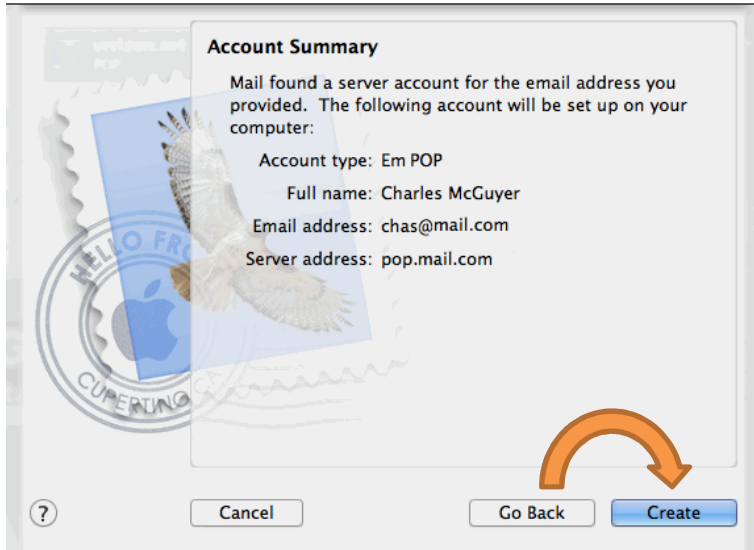 Account Summary
Mail found a server account for the email address you
provided. The following account will be set up on your
computer:
Account type: Em POP
Full name: Charles McGuyer
Email address: chas@mail.com
Server address: pop.mail.com
HELLO FRO
CUPERTINO
?
Cancel
Go Back
Create